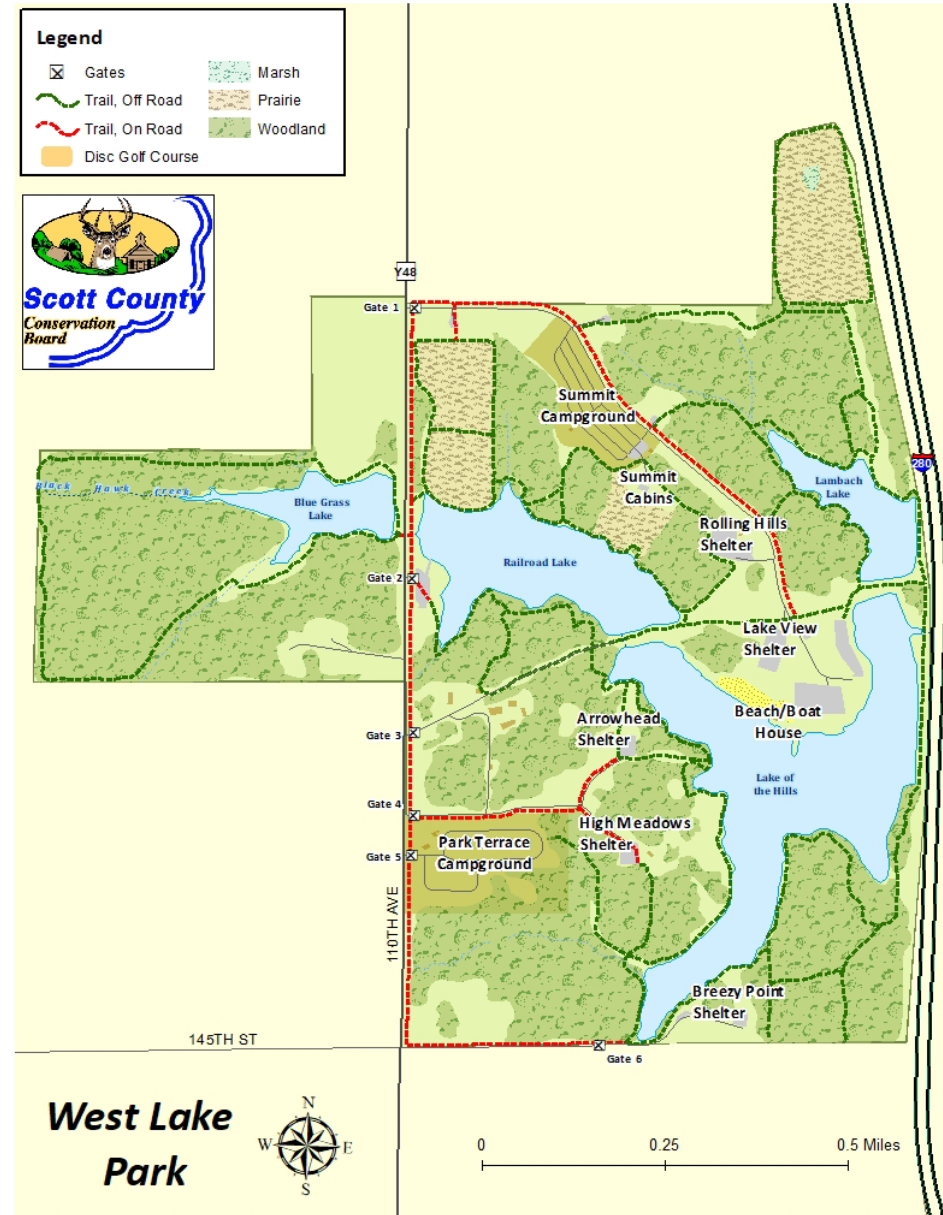 Legend
Gates
Trail, Off Road
Trail, On Road
Disc Golf Course
Marsh
Prairie
Woodland
Scott County
Conservation
Board
Y48
Gate 1
Summit
Campground
Summit
Cabins
280
Lambach
Lake
Black Hawk Creek
Blue Grass
Lake
Rolling Hills
Shelter
Railroad Lake
Gate 2
Lake View
Shelter
Beach/Boat
House
Arrowhead
Shelter
Gate 3
Lake of
the Hills
Gate 4
High Meadows
Shelter
Park Terrace
Campground
Gate 5
110TH AVE
Breezy Point
Shelter
145TH ST
Gate 6
West Lake
Park
N
W E
S
0 0.25 0.5 Miles